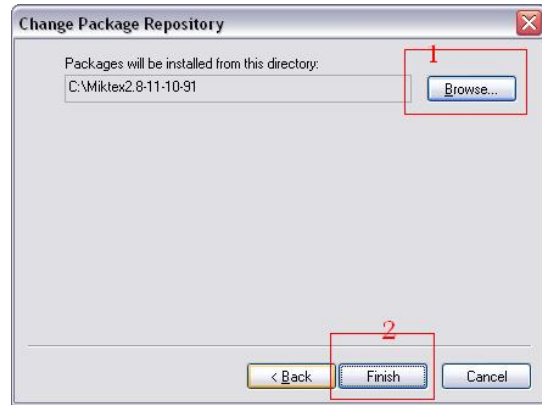 Change Package Repository
1
Packages will be installed from this directory:
C:\Miktex2.8-11-10-91
Browse...
2
< Back
Finish
Cancel